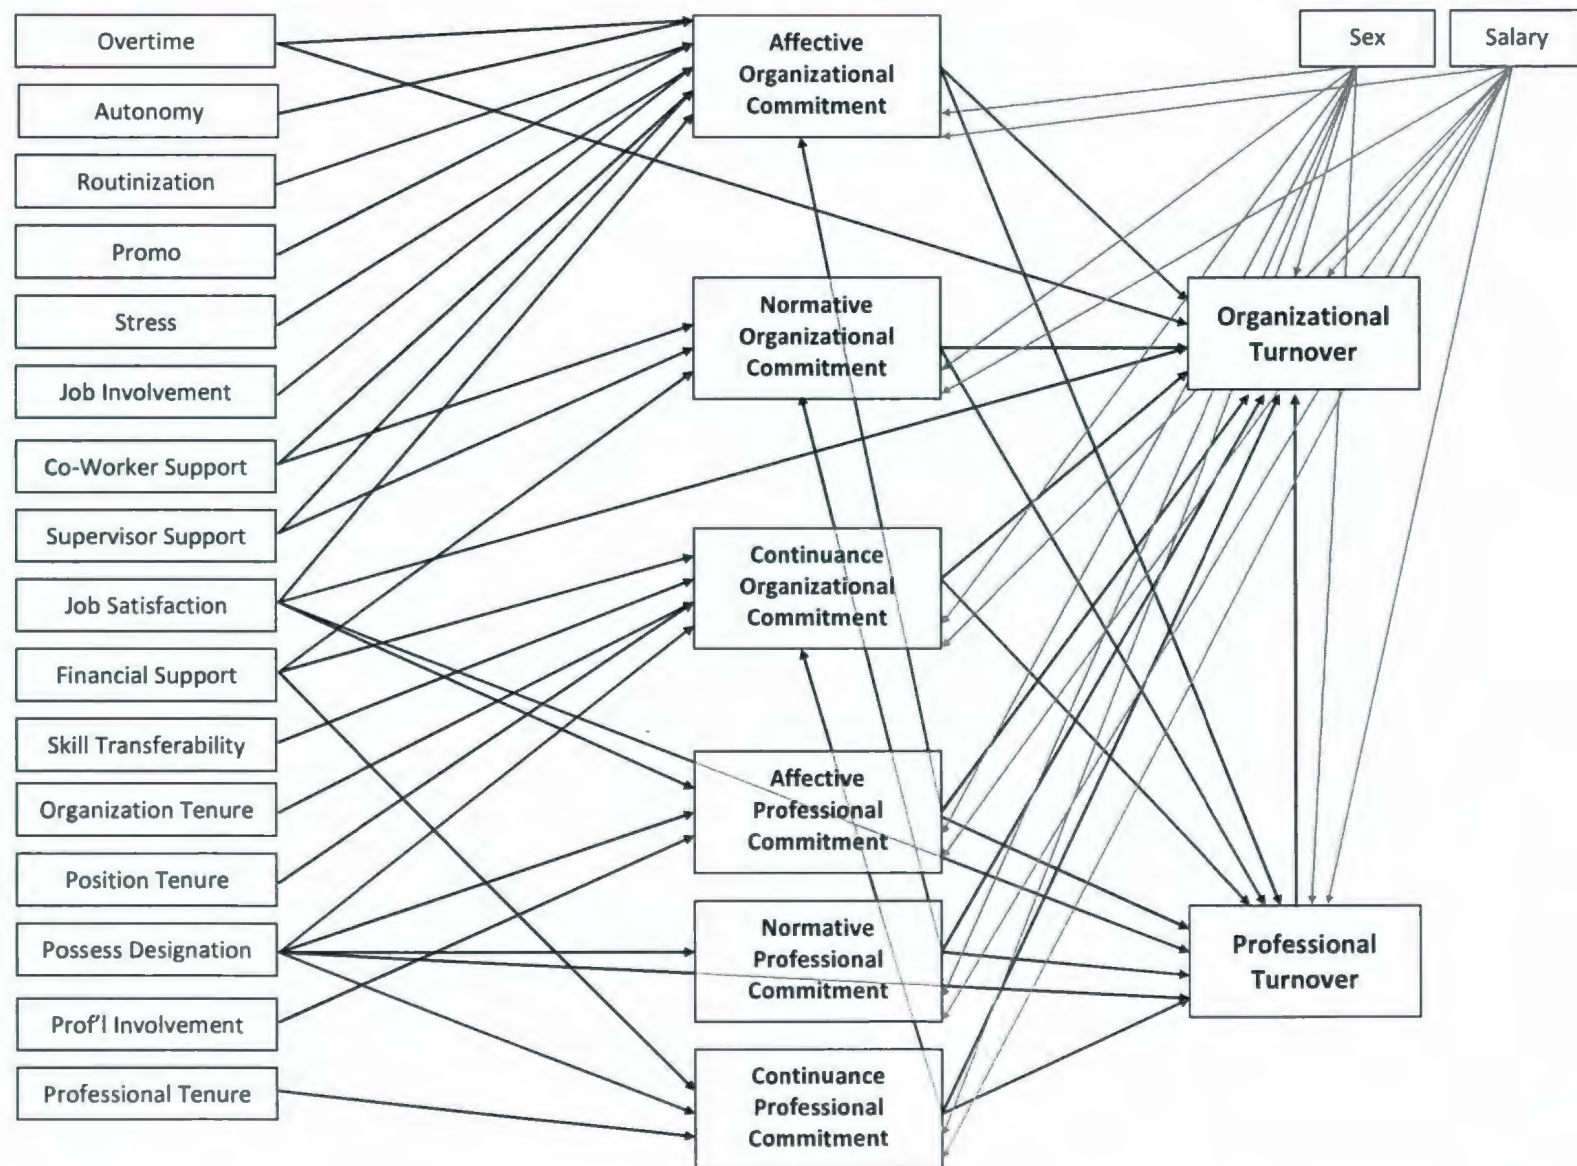 Overtime
Autonomy
Routinization
Promo
Stress
Job Involvement
Co-Worker Support
Supervisor Support
Job Satisfaction
Financial Support
Skill Transferability
Organization Tenure
Position Tenure
Possess Designation
Prof'l Involvement
Professional Tenure
Affective
Organizational
Commitment
Normative
Organizational
Commitment
Continuance
Organizational
Commitment
Affective
Professional
Commitment
Normative
Professional
Commitment
Continuance
Professional
Commitment
Sex
Salary
Organizational
Turnover
Professional
Turnover